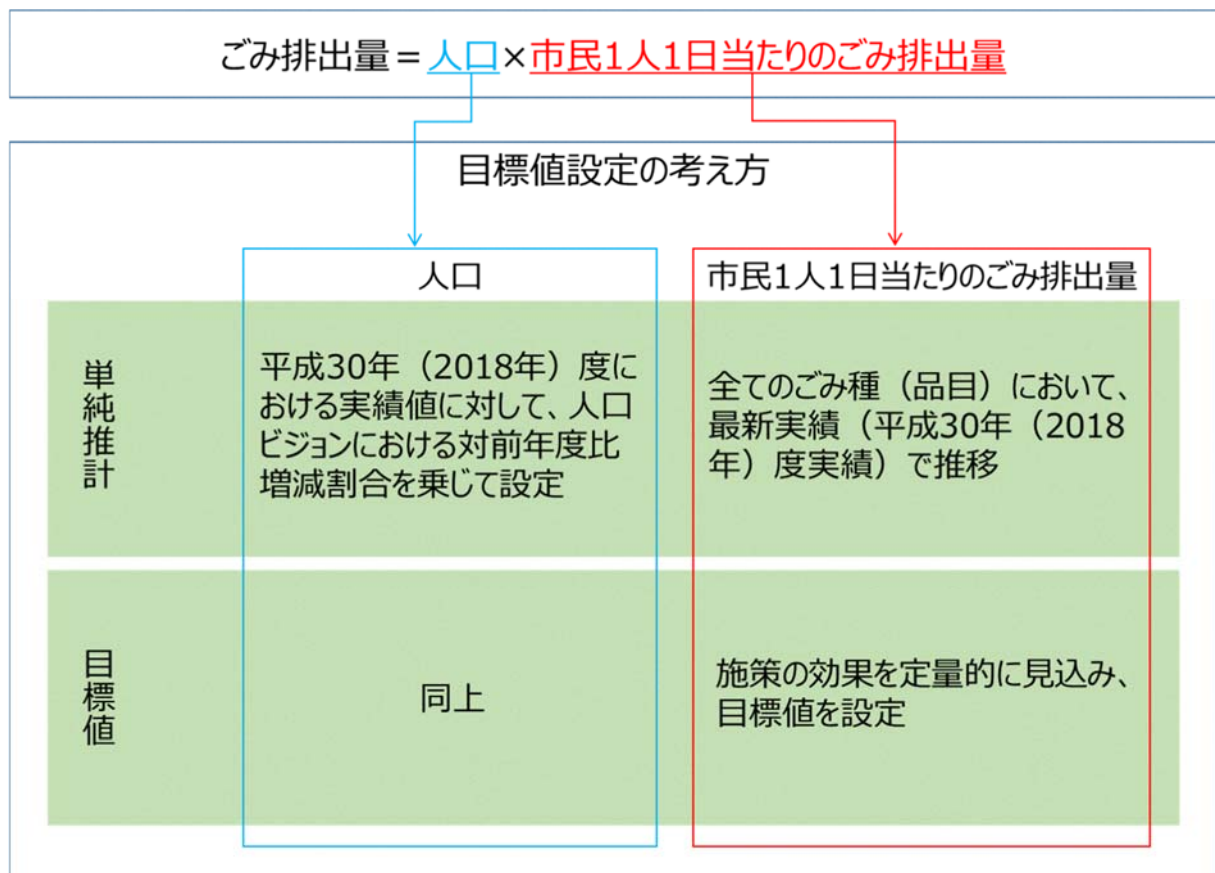 ごみ排出量＝人口×市民1人1日当たりのごみ排出量
目標値設定の考え方
人口
市民1人1日当たりのごみ排出量
単純推計
平成30年（2018年）度に
おける実績値に対して、人口
ビジョンにおける対前年度比
増減割合を乗じて設定
全てのごみ種（品目）において、
最新実績（平成30年（2018
年）度実績）で推移
目標値
同上
施策の効果を定量的に見込み、
目標値を設定